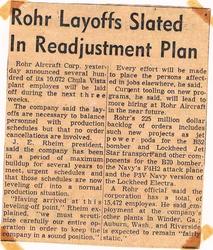 Rohr Layoffs Slated
In Readjustment Plan
Rohr Aircraft Corp. yester-
day announced several hun-
dred of its 10,072 Chula Vista
plant employes will be laid
off during the next three
weeks.
The company said the lay-
offs are necessary to balance
personnel with production
schedules but that no order
cancellations are involved.
J. E. Rheim, president
said the company has been
in a period of maximum
buildup for several years to
meet urgent schedules and
that those schedules are now
leveling off into a normal
production situation.
"Having arrived at this
leveling-off point," Rheim ex-
plained, "we must scruti-
nize carefully our entire op-
eration in order to keep the
company in a sound position."
Every effort will be made
to place the persons affect-
ed in jobs elsewhere, he said.
Current tooling on new pro-
grams, he said, will lead to
more hiring at Rohr Aircraft
in the near future.
Rohr's 225 million dollar
backlog of orders includes
such new projects as jet
power pods for the B52
bomber and Lockheed Jet
Star transport and other com-
ponents for the B52 bomber,
the Navy's F4H1 attack plane
and the P3V patrol version
of the Lockheed Electra.
A Rohr official said the
corporation has a total of
15,472 employes. He said em-
ployment at the company's
other plants in Winder, Ga.,
Auburn, Wash., and Riverside
is expected to remain stable.